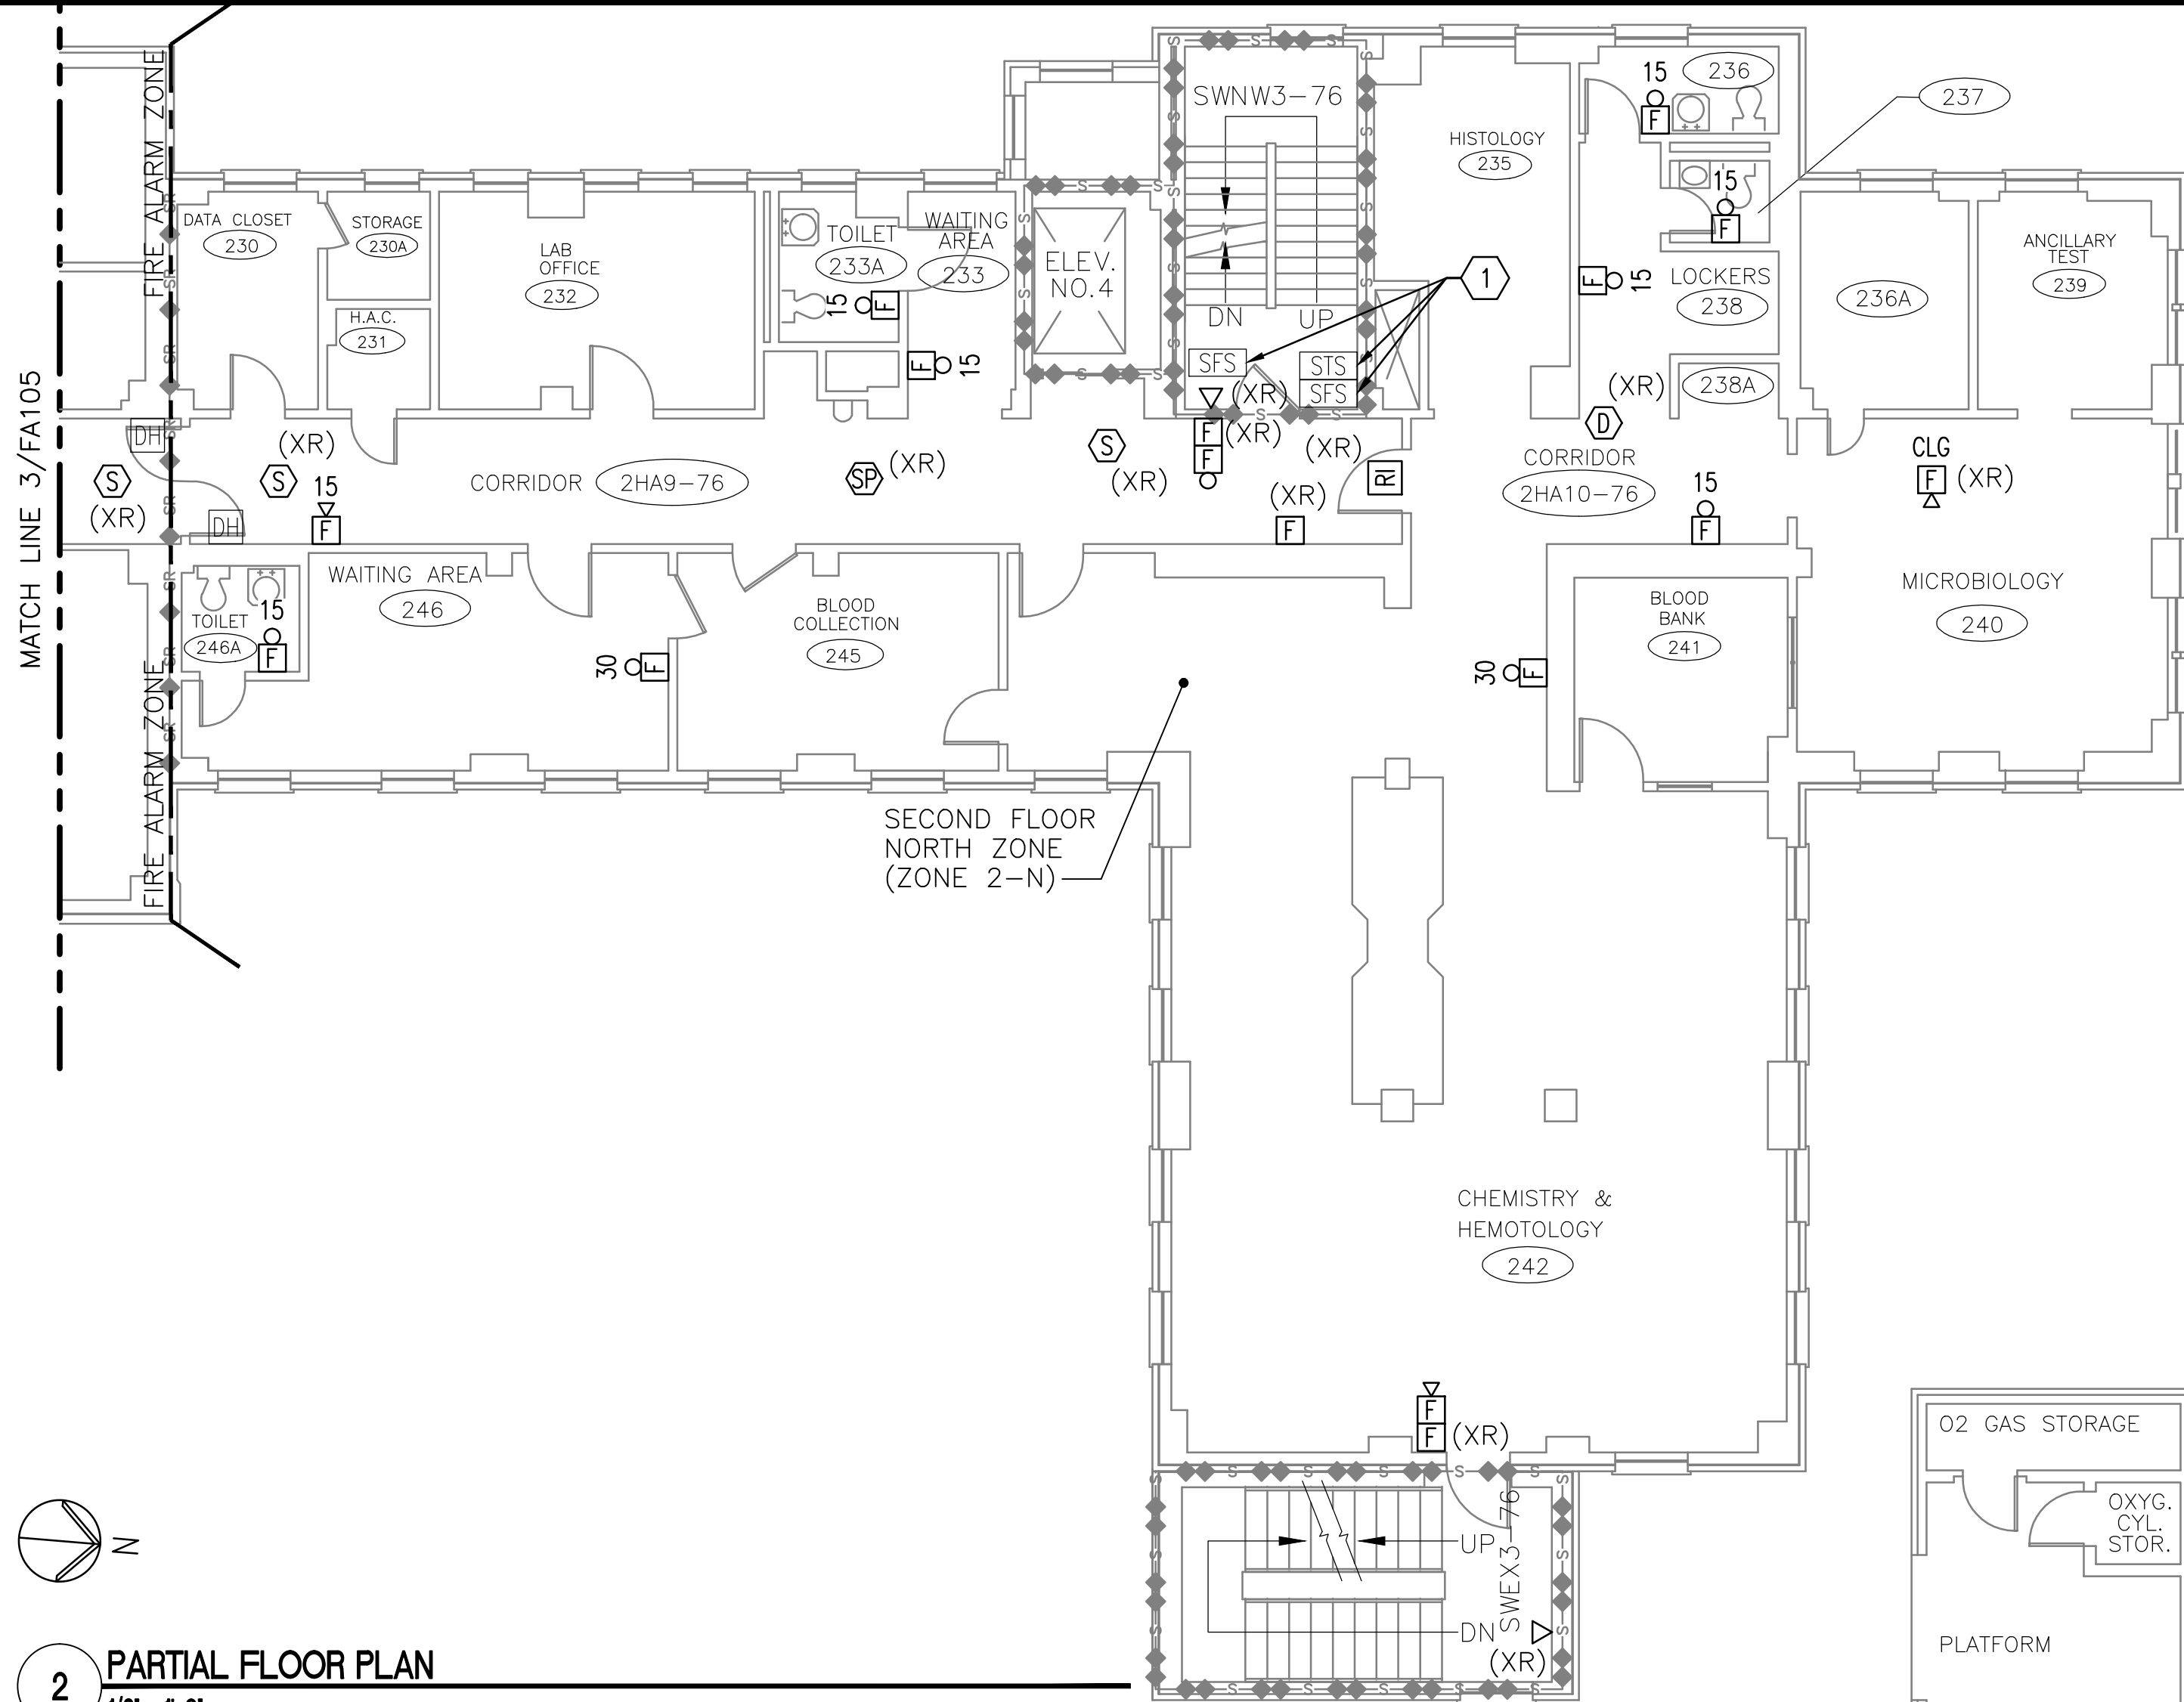 MATCH LINE 3/FA105
FIRE ALARM ZONE
FIRE ALARM ZONE
DATA CLOSET
230
STORAGE
230A
H.A.C.
231
LAB
OFFICE
232
TOILET
233A
WAITING
AREA
233
15 F
F 15
ELEV.
NO.4
SWNW3-76
DN
UP
SFS
STS
SFS
1
HISTOLOGY
235
15
F
236
237
15
F
F 15
LOCKERS
238
238A
236A
ANCILLARY
TEST
239
DH
DH
S
(XR)
S
(XR)
15
F
CORRIDOR
2HA9-76
SP (XR)
S
(XR)
(XR)
F (XR)
F
(XR)
(XR)
F
RI
(XR)
D
CORRIDOR
2HA10-76
15
F
CLG
F (XR)
MICROBIOLOGY
240
TOILET
246A
15
F
WAITING AREA
246
30 F
BLOOD
COLLECTION
245
30 F
BLOOD
BANK
241
SECOND FLOOR
NORTH ZONE
(ZONE 2-N)
CHEMISTRY &
HEMOTOLOGY
242
F
F (XR)
UP
DN
SWEX3-76
(XR)
O2 GAS STORAGE
OXYG.
CYL.
STOR.
PLATFORM
N
2
PARTIAL FLOOR PLAN